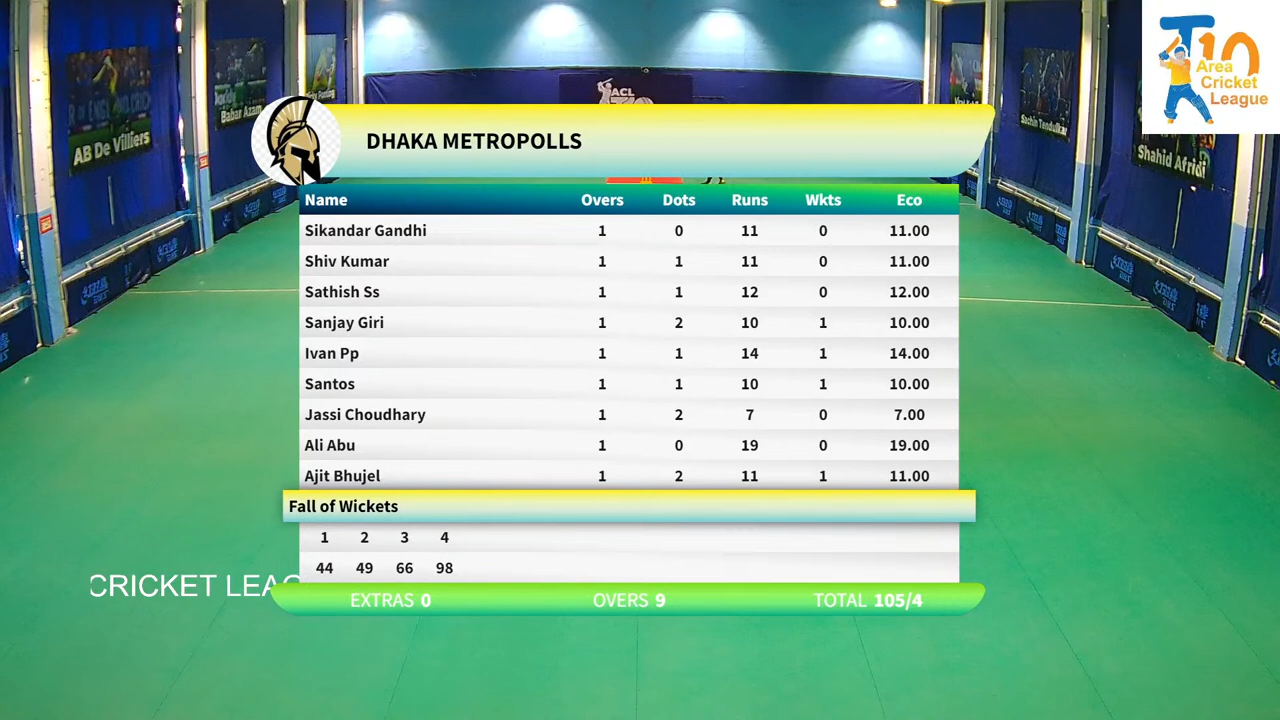 T10
Area
Cricket
League
AB De Villiers
Babar Azam
ACL
Sachin Tendulkar
Shahid Afridi
DHAKA METROPOLLS
Name Overs Dots Runs Wkts Eco
Sikandar Gandhi 1 0 11 0 11.00
Shiv Kumar 1 1 11 0 11.00
Sathish Ss 1 1 12 0 12.00
Sanjay Giri 1 2 10 1 10.00
Ivan Pp 1 1 14 1 14.00
Santos 1 1 10 1 10.00
Jassi Choudhary 1 2 7 0 7.00
Ali Abu 1 0 19 0 19.00
Ajit Bhujel 1 2 11 1 11.00
Fall of Wickets
1 2 3 4
44 49 66 98
CRICKET LEAG
EXTRAS 0 OVERS 9 TOTAL 105/4